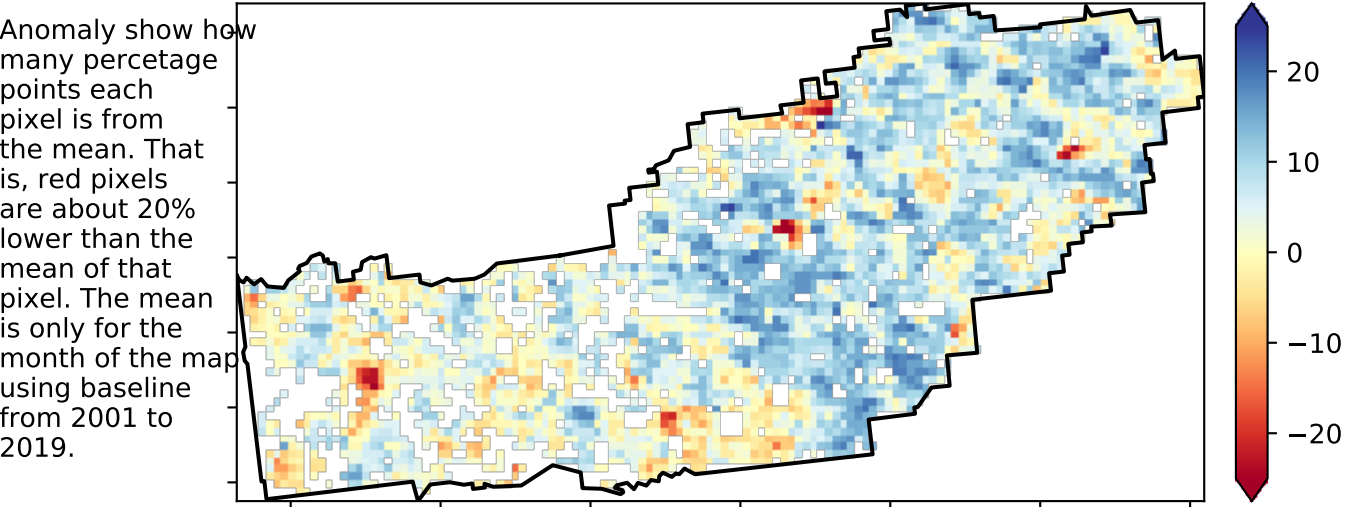 Anomaly show how
many percetage
points each
pixel is from
the mean. That
is, red pixels
are about 20%
lower than the
mean of that
pixel. The mean
is only for the
month of the map
using baseline
from 2001 to
2019.
20
10
0
−10
−20